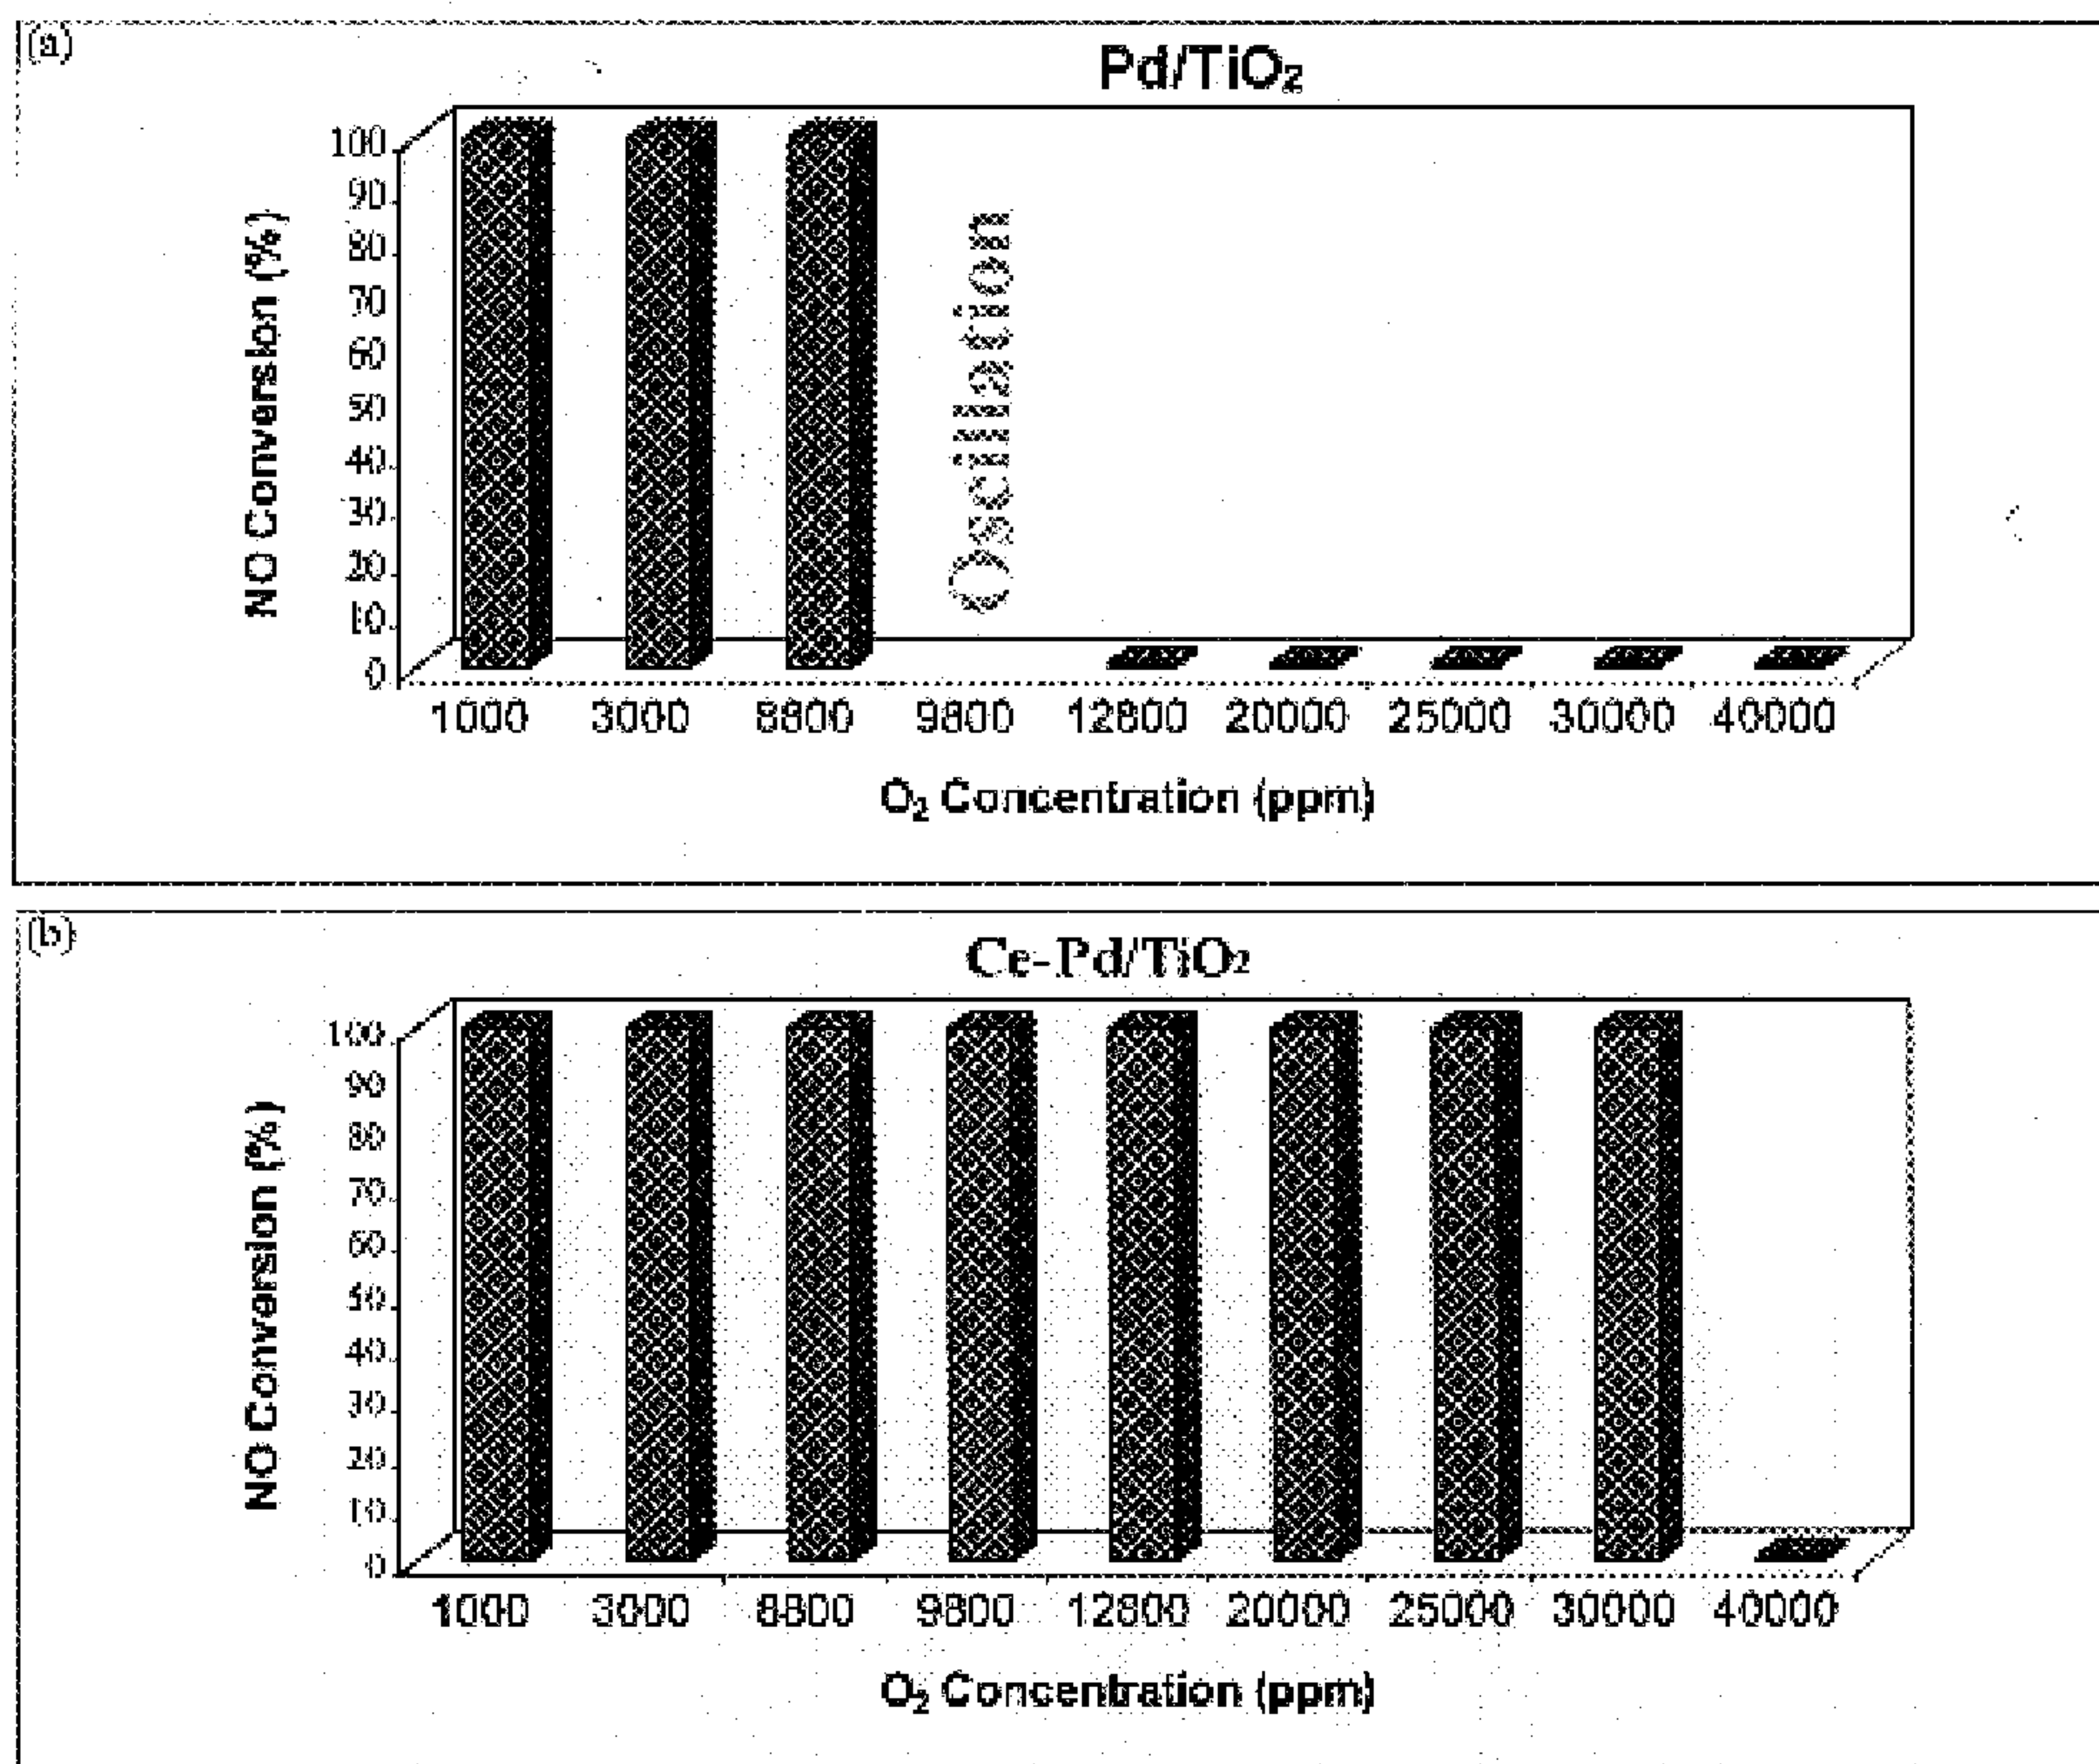 (a)
Pd/TiO₂
NO Conversion (%)
100
90
80
70
60
50
40
30
20
10
0
Oscillation
1000 3000 8800 9800 12800 20000 25000 30000 40000
O₂ Concentration (ppm)
(b)
Ce-Pd/TiO₂
NO Conversion (%)
100
90
80
70
60
50
40
30
20
10
0
1000 3000 8800 9800 12800 20000 25000 30000 40000
O₂ Concentration (ppm)